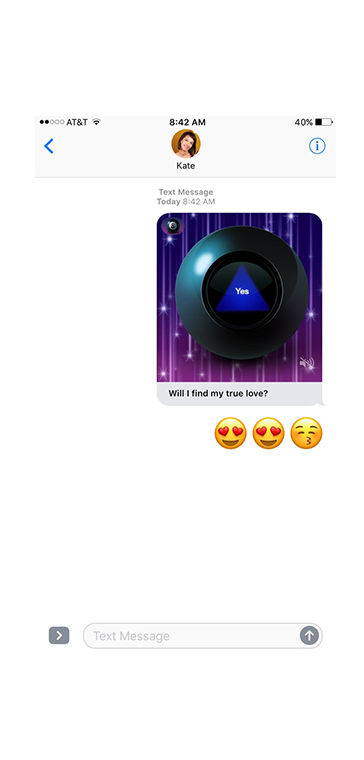 AT&T 8:42 AM 40%
Kate
Text Message
Today 8:42 AM
Yes
Will I find my true love?
Text Message